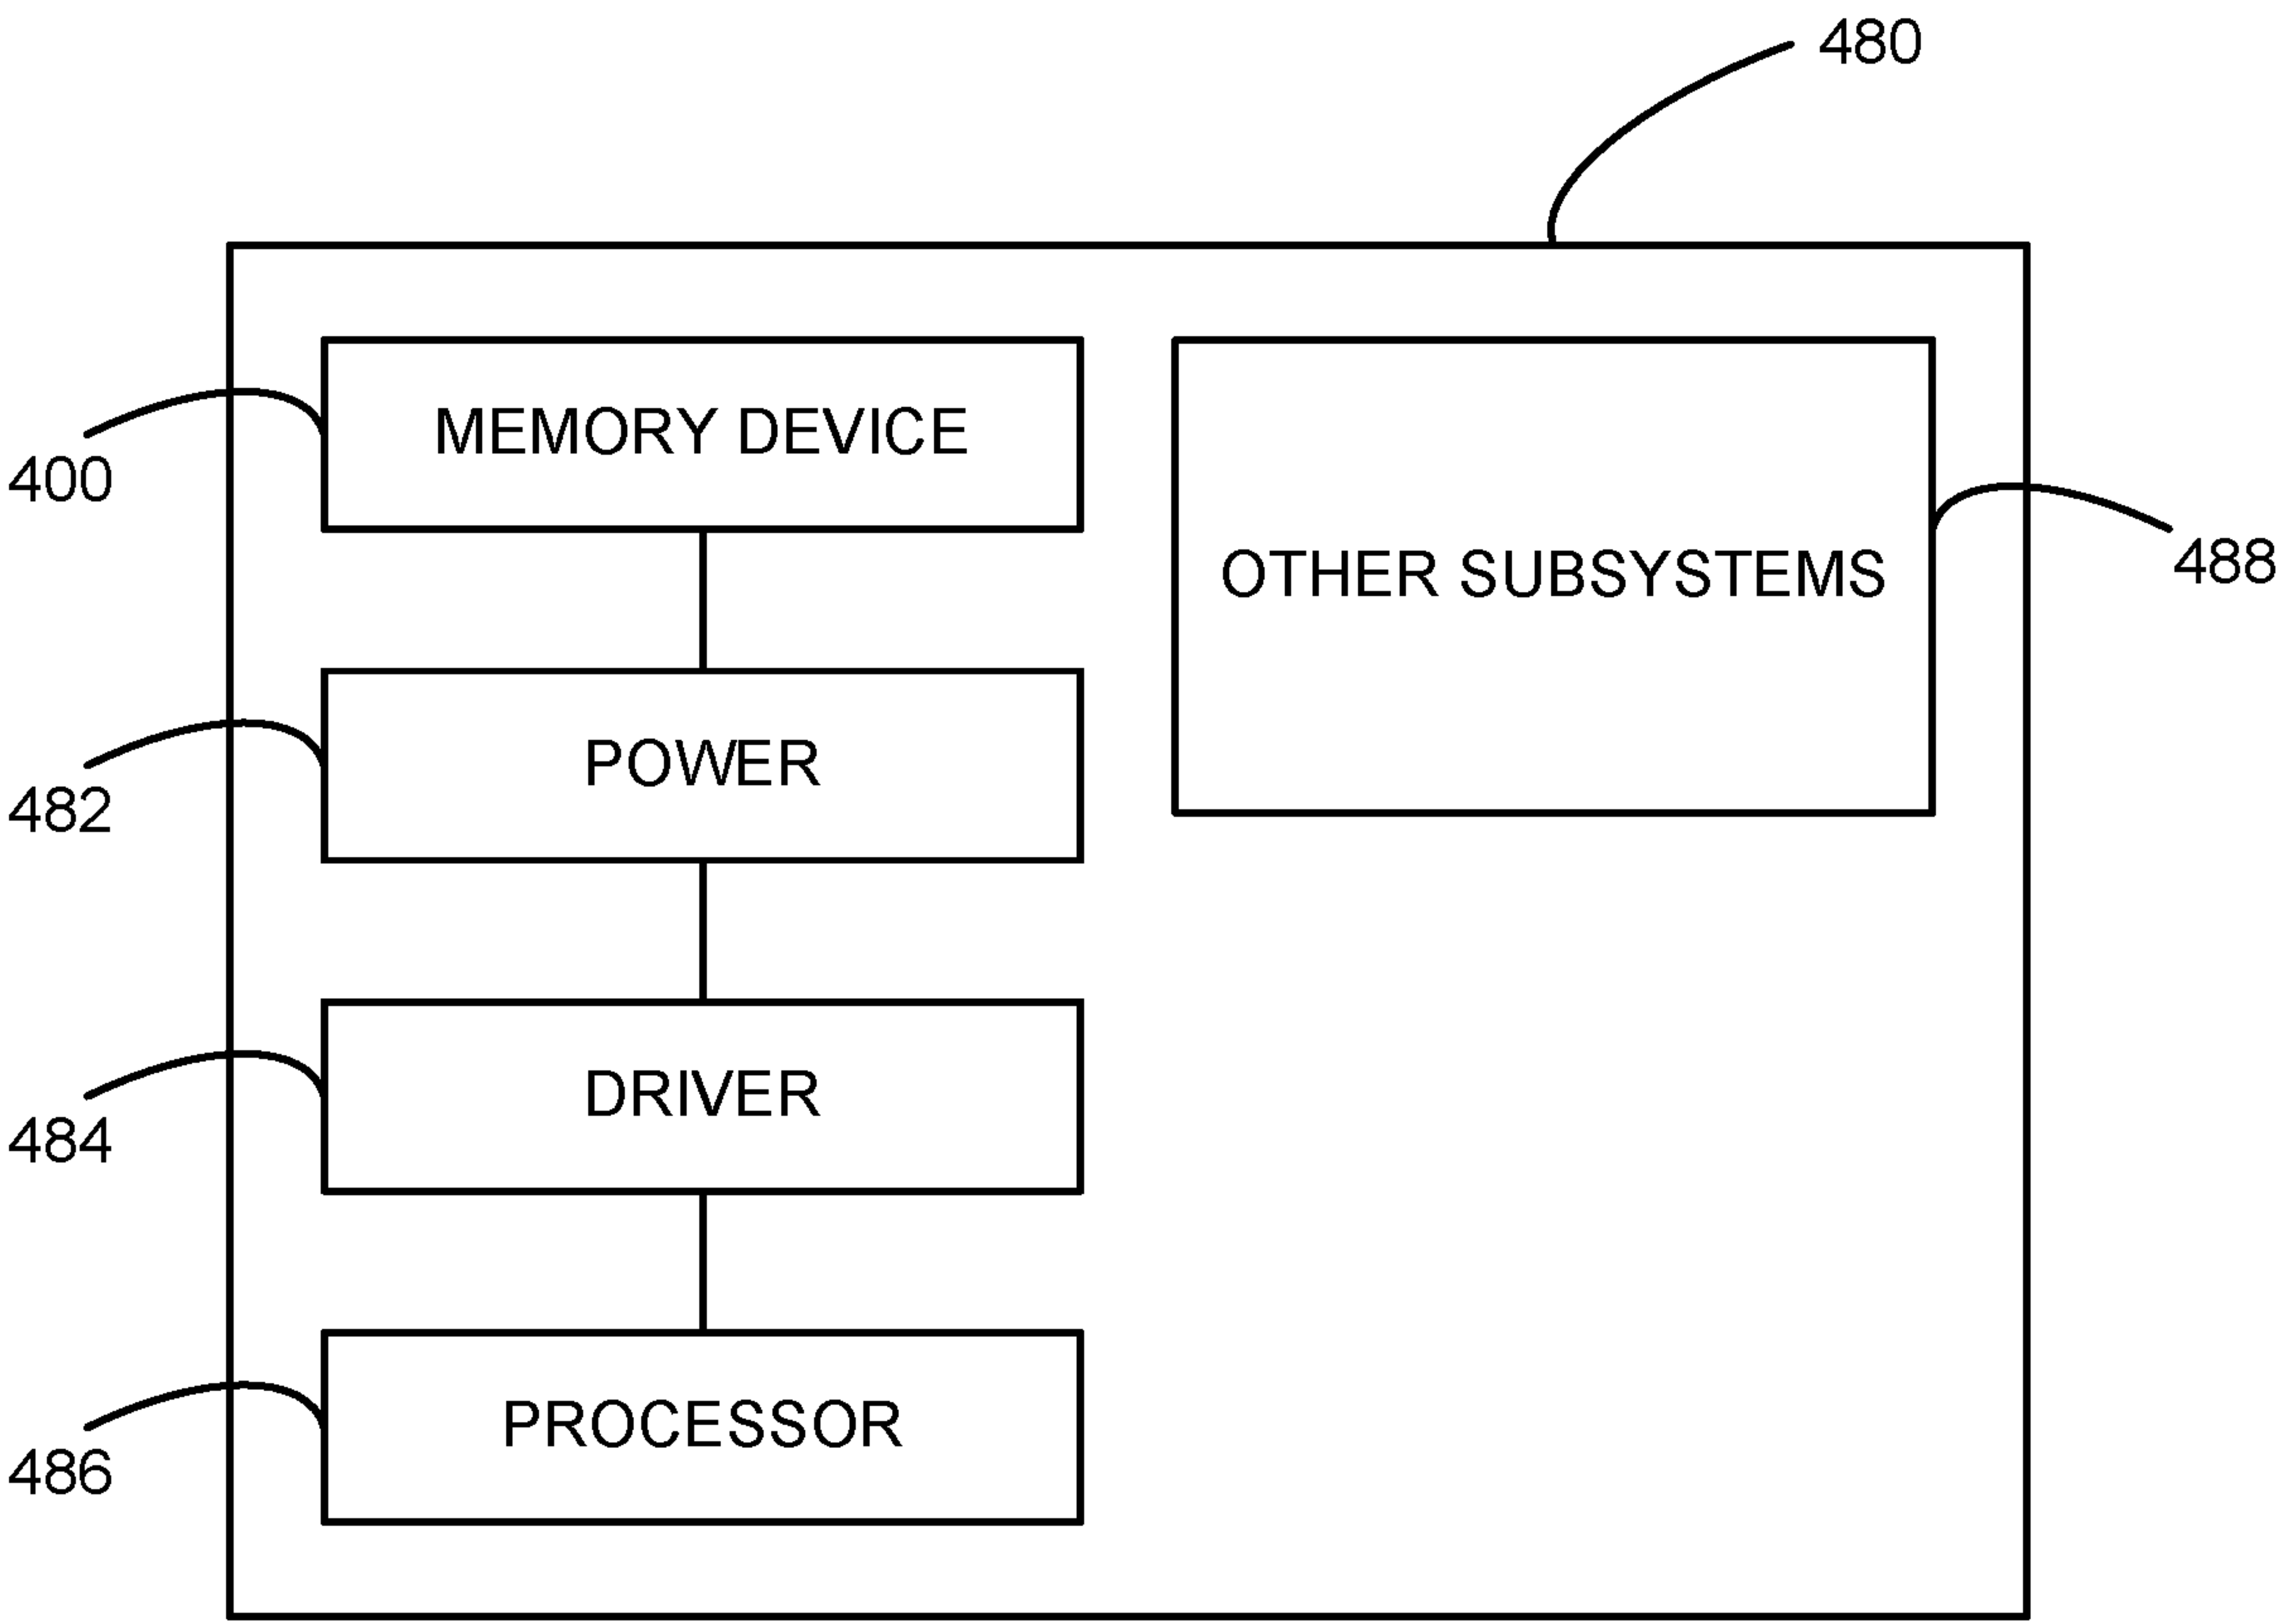 480
MEMORY DEVICE
400
OTHER SUBSYSTEMS
488
POWER
482
DRIVER
484
PROCESSOR
486